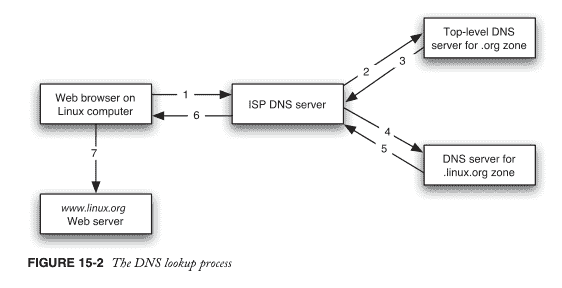 Top-level DNS
server for .org zone
2
3
Web browser on
Linux computer
1
6
ISP DNS server
4
5
7
DNS server for
.linux.org zone
www.linux.org
Web server
FIGURE 15-2 The DNS lookup process